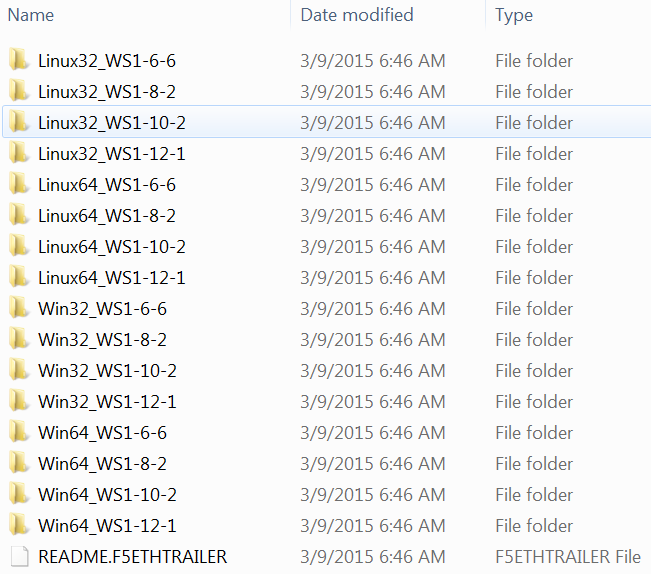 Name Date modified Type
Linux32_WS1-6-6 3/9/2015 6:46 AM File folder
Linux32_WS1-8-2 3/9/2015 6:46 AM File folder
Linux32_WS1-10-2 3/9/2015 6:46 AM File folder
Linux32_WS1-12-1 3/9/2015 6:46 AM File folder
Linux64_WS1-6-6 3/9/2015 6:46 AM File folder
Linux64_WS1-8-2 3/9/2015 6:46 AM File folder
Linux64_WS1-10-2 3/9/2015 6:46 AM File folder
Linux64_WS1-12-1 3/9/2015 6:46 AM File folder
Win32_WS1-6-6 3/9/2015 6:46 AM File folder
Win32_WS1-8-2 3/9/2015 6:46 AM File folder
Win32_WS1-10-2 3/9/2015 6:46 AM File folder
Win32_WS1-12-1 3/9/2015 6:46 AM File folder
Win64_WS1-6-6 3/9/2015 6:46 AM File folder
Win64_WS1-8-2 3/9/2015 6:46 AM File folder
Win64_WS1-10-2 3/9/2015 6:46 AM File folder
Win64_WS1-12-1 3/9/2015 6:46 AM File folder
README.F5ETHTRAILER 3/9/2015 6:46 AM F5ETHTRAILER File